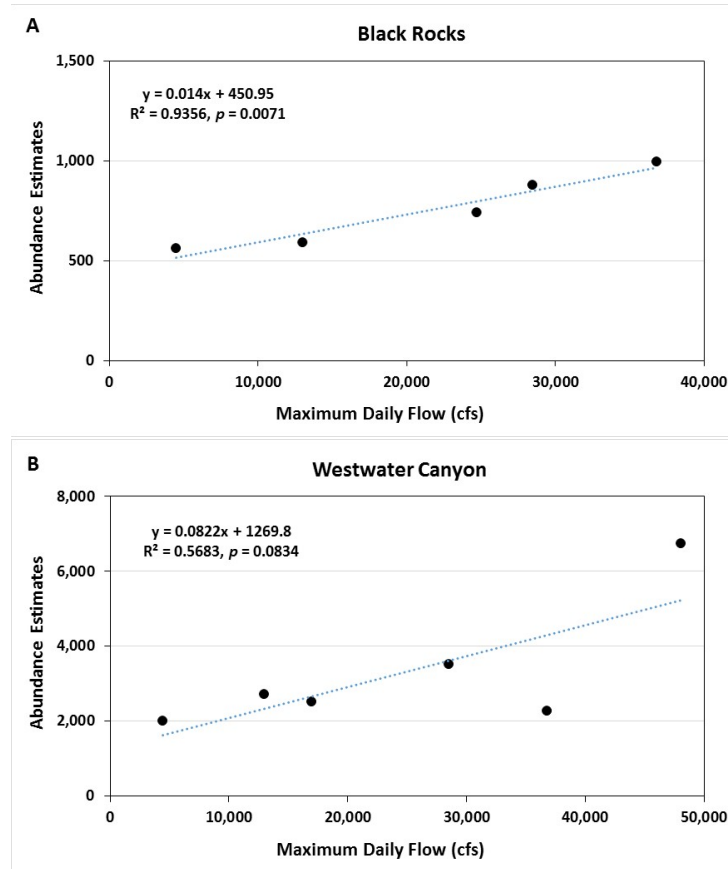 A
Black Rocks
1,500
y = 0.014x + 450.95
R² = 0.9356, p = 0.0071
1,000
Abundance Estimates
500
0
0 10,000 20,000 30,000 40,000
Maximum Daily Flow (cfs)
B
Westwater Canyon
8,000
y = 0.0822x + 1269.8
R² = 0.5683, p = 0.0834
6,000
Abundance Estimates
4,000
2,000
0
0 10,000 20,000 30,000 40,000 50,000
Maximum Daily Flow (cfs)